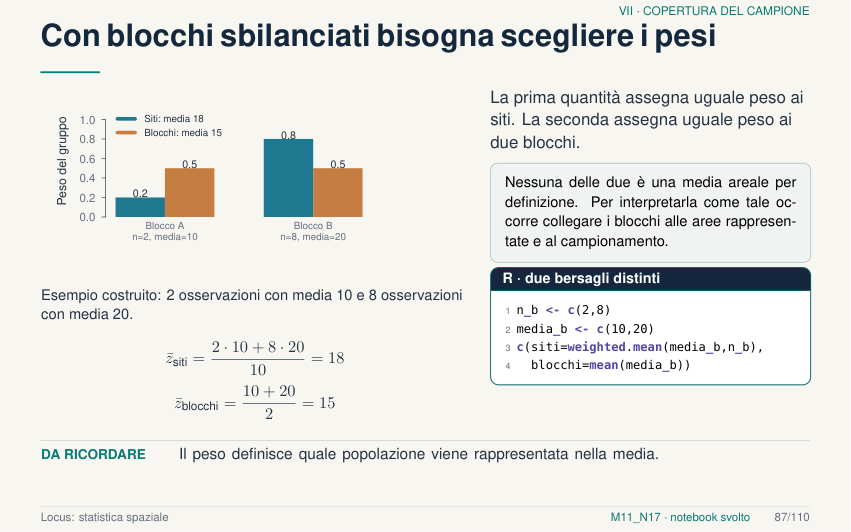 VII · COPERTURA DEL CAMPIONE
Con blocchi sbilanciati bisogna scegliere i pesi
Peso del gruppo
1.0
0.8
0.6
0.4
0.2
0.0
Siti: media 18
Blocchi: media 15
0.2
0.5
0.8
0.5
Blocco A
n=2, media=10
Blocco B
n=8, media=20
Esempio costruito: 2 osservazioni con media 10 e 8 osservazioni
con media 20.
z̄siti = (2 · 10 + 8 · 20) / 10 = 18
z̄blocchi = (10 + 20) / 2 = 15
La prima quantità assegna uguale peso ai
siti. La seconda assegna uguale peso ai
due blocchi.
Nessuna delle due è una media areale per
definizione. Per interpretarla come tale oc-
corre collegare i blocchi alle aree rappresen-
tate e al campionamento.
R · due bersagli distinti
1 n_b <- c(2,8)
2 media_b <- c(10,20)
3 c(siti=weighted.mean(media_b,n_b),
4 blocchi=mean(media_b))
DA RICORDARE Il peso definisce quale popolazione viene rappresentata nella media.
Locus: statistica spaziale
M11_N17 · notebook svolto 87/110